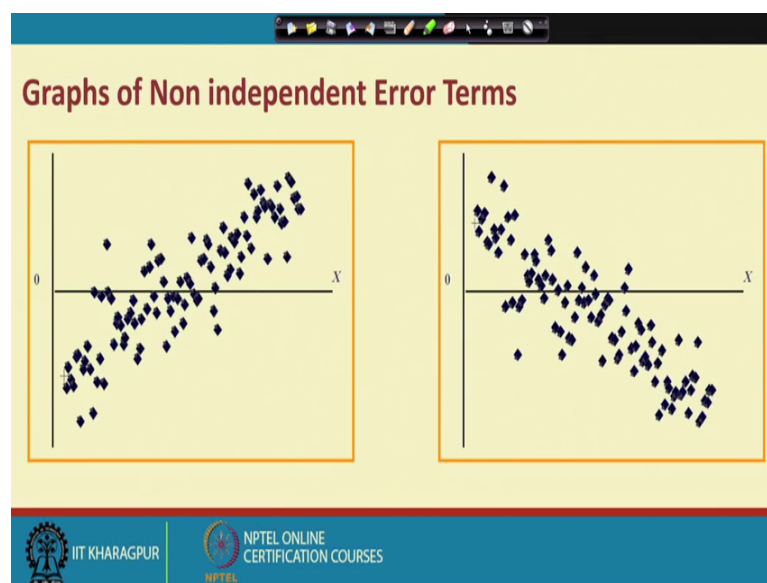 Graphs of Non independent Error Terms
0
X
0
X
IIT KHARAGPUR
NPTEL
NPTEL ONLINE
CERTIFICATION COURSES